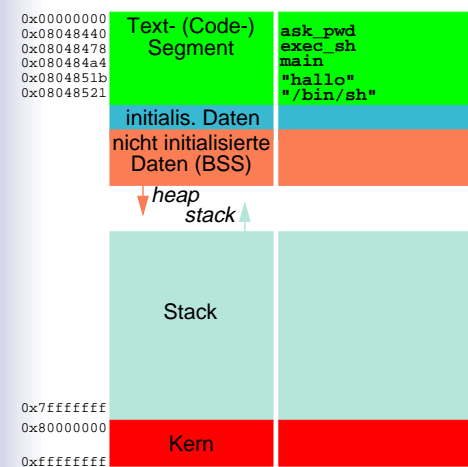 0x00000000
0x08048440
0x08048478
0x080484a4
0x0804851b
0x08048521
Text- (Code-)
Segment
ask_pwd
exec_sh
main
"hallo"
"/bin/sh"
initialis. Daten
nicht initialisierte
Daten (BSS)
heap
stack
Stack
0x7fffffff
0x80000000
Kern
0xffffffff